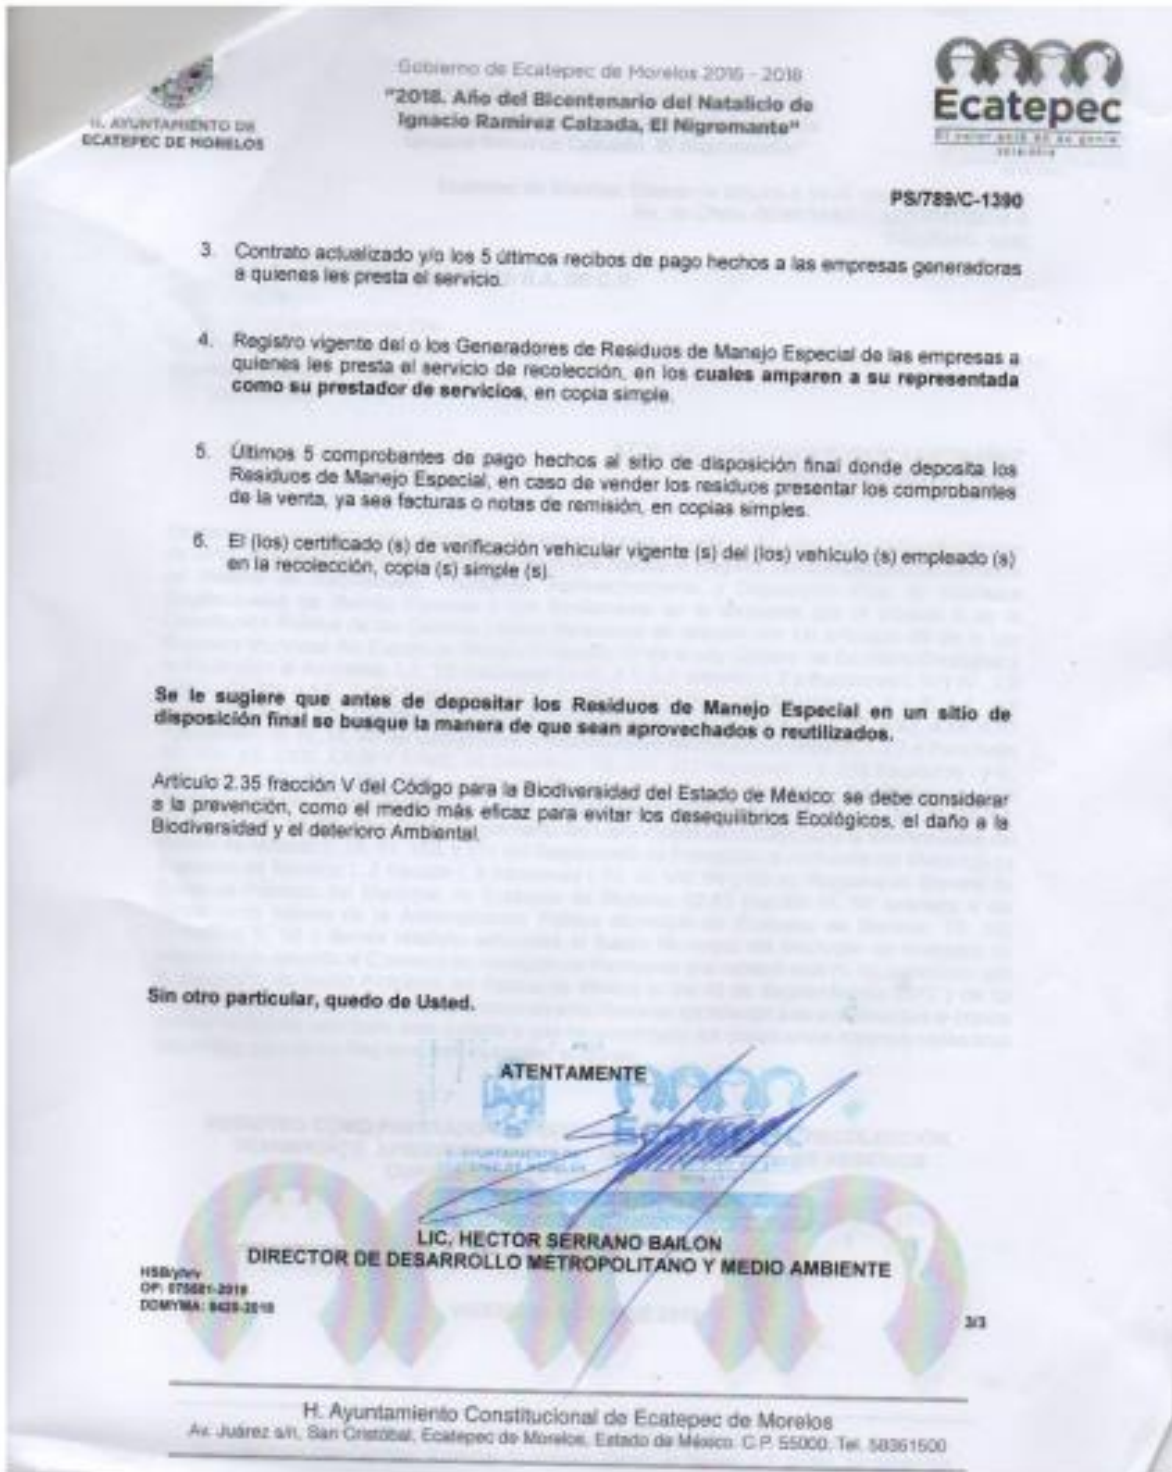 H. AYUNTAMIENTO DE
ECATEPEC DE MORELOS
Gobierno de Ecatepec de Morelos 2016 - 2018
"2018. Año del Bicentenario del Natalicio de
Ignacio Ramírez Calzada, El Nigromante"
Ecatepec
PS/789/C-1390
3. Contrato actualizado y/o los 5 últimos recibos de pago hechos a las empresas generadoras
a quienes les presta el servicio.
4. Registro vigente del o los Generadores de Residuos de Manejo Especial de las empresas a
quienes les presta el servicio de recolección, en los cuales amparen a su representada
como su prestador de servicios, en copia simple.
5. Últimos 5 comprobantes de pago hechos al sitio de disposición final donde deposita los
Residuos de Manejo Especial, en caso de vender los residuos presentar los comprobantes
de la venta, ya sea facturas o notas de remisión, en copias simples.
6. El (los) certificado (s) de verificación vehicular vigente (s) del (los) vehículo (s) empleado (s)
en la recolección, copia (s) simple (s).
Se le sugiere que antes de depositar los Residuos de Manejo Especial en un sitio de
disposición final se busque la manera de que sean aprovechados o reutilizados.
Artículo 2.35 fracción V del Código para la Biodiversidad del Estado de México: se debe considerar
a la prevención, como el medio más eficaz para evitar los desequilibrios Ecológicos, el daño a la
Biodiversidad y el deterioro Ambiental.
Sin otro particular, quedo de Usted.
ATENTAMENTE
Ecatepec
LIC. HECTOR SERRANO BAILON
DIRECTOR DE DESARROLLO METROPOLITANO Y MEDIO AMBIENTE
3/3
H. Ayuntamiento Constitucional de Ecatepec de Morelos
Av. Juárez s/n, San Cristóbal, Ecatepec de Morelos, Estado de México. C.P. 55000, Tel. 58361500